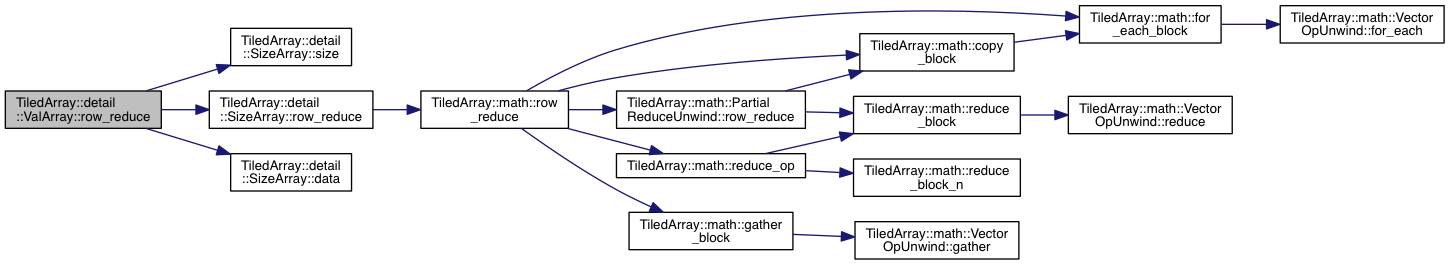 TiledArray::detail
::ValArray::row_reduce
TiledArray::detail
::SizeArray::size
TiledArray::detail
::SizeArray::row_reduce
TiledArray::detail
::SizeArray::data
TiledArray::math::row
_reduce
TiledArray::math::for
_each_block
TiledArray::math::Vector
OpUnwind::for_each
TiledArray::math::copy
_block
TiledArray::math::Partial
ReduceUnwind::row_reduce
TiledArray::math::reduce
_block
TiledArray::math::Vector
OpUnwind::reduce
TiledArray::math::reduce_op
TiledArray::math::reduce
_block_n
TiledArray::math::gather
_block
TiledArray::math::Vector
OpUnwind::gather